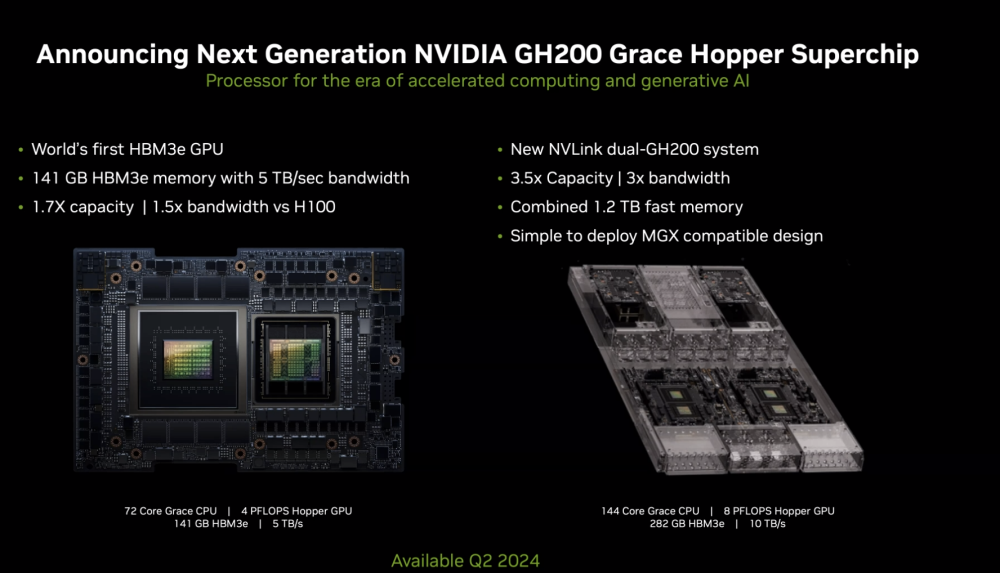 Announcing Next Generation NVIDIA GH200 Grace Hopper Superchip
Processor for the era of accelerated computing and generative AI
• World's first HBM3e GPU
• 141 GB HBM3e memory with 5 TB/sec bandwidth
• 1.7X capacity | 1.5x bandwidth vs H100
• New NVLink dual-GH200 system
• 3.5x Capacity | 3x bandwidth
• Combined 1.2 TB fast memory
• Simple to deploy MGX compatible design
72 Core Grace CPU | 4 PFLOPS Hopper GPU
141 GB HBM3e | 5 TB/s
144 Core Grace CPU | 8 PFLOPS Hopper GPU
282 GB HBM3e | 10 TB/s
Available Q2 2024